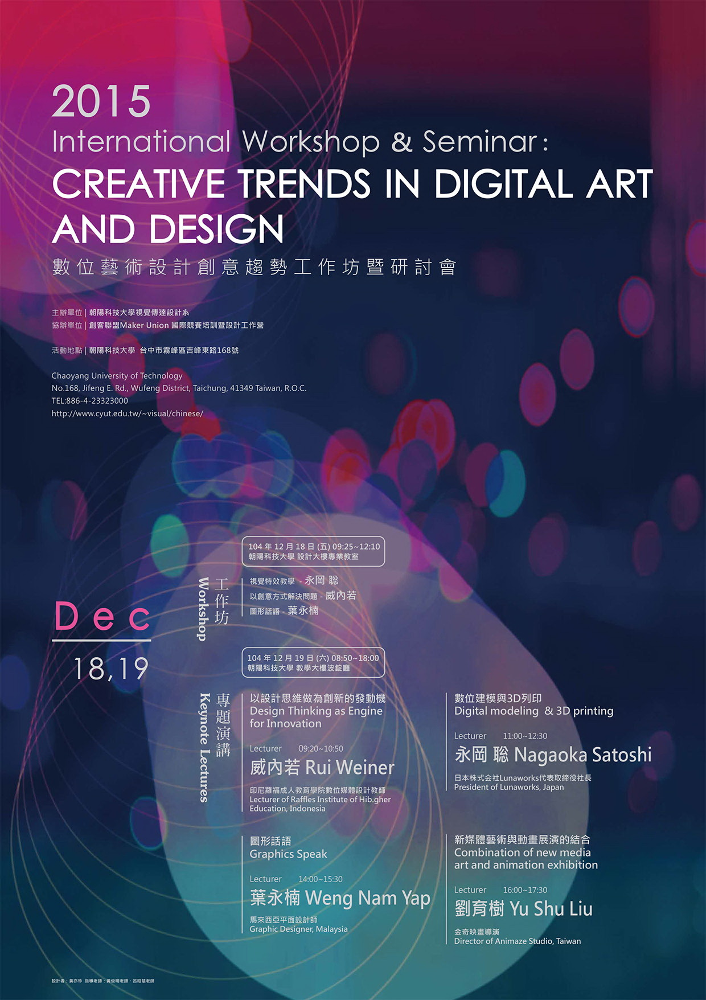 2015
International Workshop & Seminar:
CREATIVE TRENDS IN DIGITAL ART
AND DESIGN
數位藝術設計創意趨勢工作坊暨研討會
主辦單位 | 朝陽科技大學視覺傳達設計系
協辦單位 | 創客聯盟Maker Union 國際競賽培訓暨設計工作營
活動地點 | 朝陽科技大學 台中市霧峰區吉峰東路168號
Chaoyang University of Technology
No.168, Jifeng E. Rd., Wufeng District, Taichung, 41349 Taiwan, R.O.C.
TEL:886-4-23323000
http://www.cyut.edu.tw/~visual/chinese/
Dec
18,19
工作坊
Workshop
104 年 12 月 18 日 (五) 09:25~12:10
朝陽科技大學 設計大樓專業教室
視覺特效教學 - 永岡 聡
以創意方式解決問題 - 威內若
圖形話語 - 葉永楠
104 年 12 月 19 日 (六) 08:50~18:00
朝陽科技大學 教學大樓波錠廳
專題演講
Keynote Lectures
以設計思維做為創新的發動機
Design Thinking as Engine
for Innovation
Lecturer 09:20~10:50
威內若 Rui Weiner
印尼羅福成人教育學院數位媒體設計教師
Lecturer of Raffles Institute of Hib.gher
Education, Indonesia
數位建模與3D列印
Digital modeling & 3D printing
Lecturer 11:00~12:30
永岡 聡 Nagaoka Satoshi
日本株式会社Lunaworks代表取締役社長
President of Lunaworks, Japan
圖形話語
Graphics Speak
Lecturer 14:00~15:30
葉永楠 Weng Nam Yap
馬來西亞平面設計師
Graphic Designer, Malaysia
新媒體藝術與動畫展演的結合
Combination of new media
art and animation exhibition
Lecturer 16:00~17:30
劉育樹 Yu Shu Liu
金奇映畫導演
Director of Animaze Studio, Taiwan
設計者：黃亦珍 指導老師：黃俊明老師、呂昭慧老師